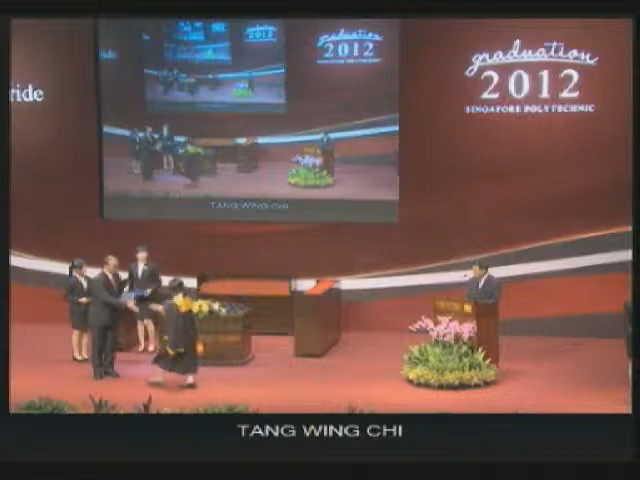 graduation
2012
graduation
2012
SINGAPORE POLYTECHNIC
ride
TANG WING CHI
TANG WING CHI